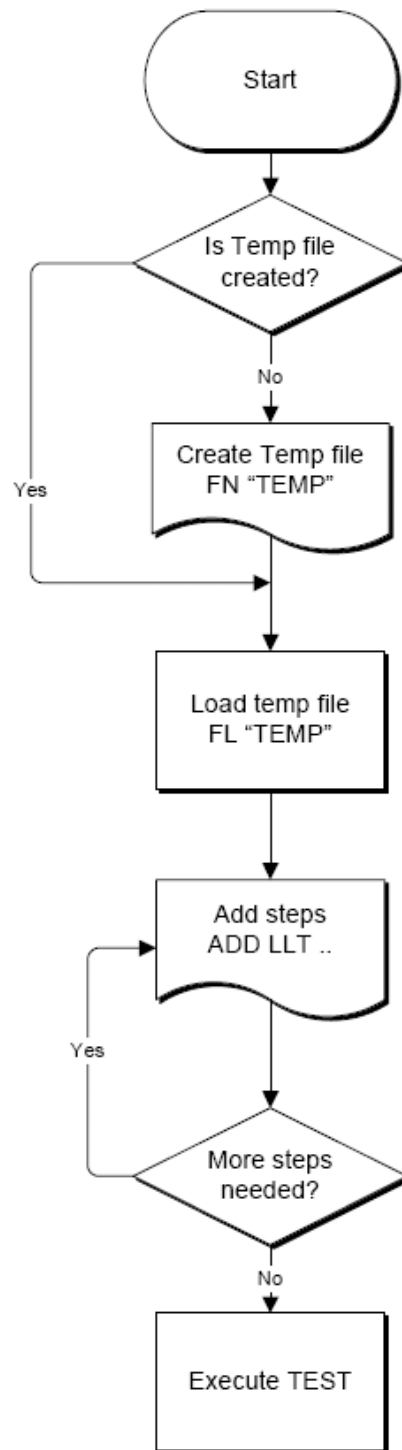 Start
Is Temp file
created?
No
Create Temp file
FN “TEMP”
Yes
Load temp file
FL “TEMP”
Add steps
ADD LLT ..
Yes
More steps
needed?
No
Execute TEST